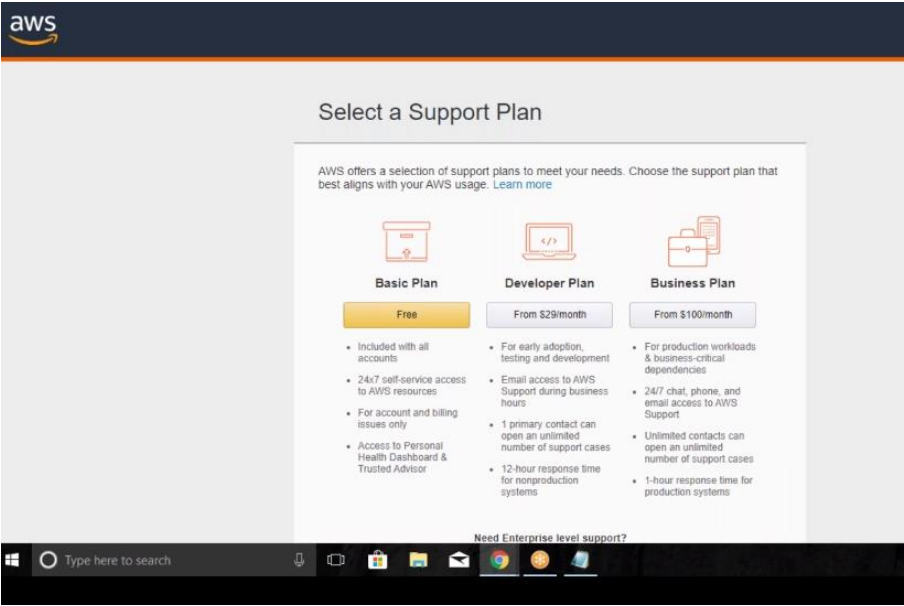 aws
Select a Support Plan
AWS offers a selection of support plans to meet your needs. Choose the support plan that
best aligns with your AWS usage. Learn more
</>
Basic Plan
Free
• Included with all
accounts
• 24x7 self-service access
to AWS resources
• For account and billing
issues only
• Access to Personal
Health Dashboard &
Trusted Advisor
Developer Plan
From $29/month
• For early adoption,
testing and development
• Email access to AWS
Support during business
hours
• 1 primary contact can
open an unlimited
number of support cases
• 12-hour response time
for nonproduction
systems
Business Plan
From $100/month
• For production workloads
& business-critical
dependencies
• 24/7 chat, phone, and
email access to AWS
Support
• Unlimited contacts can
open an unlimited
number of support cases
• 1-hour response time for
production systems
Need Enterprise level support?
Type here to search